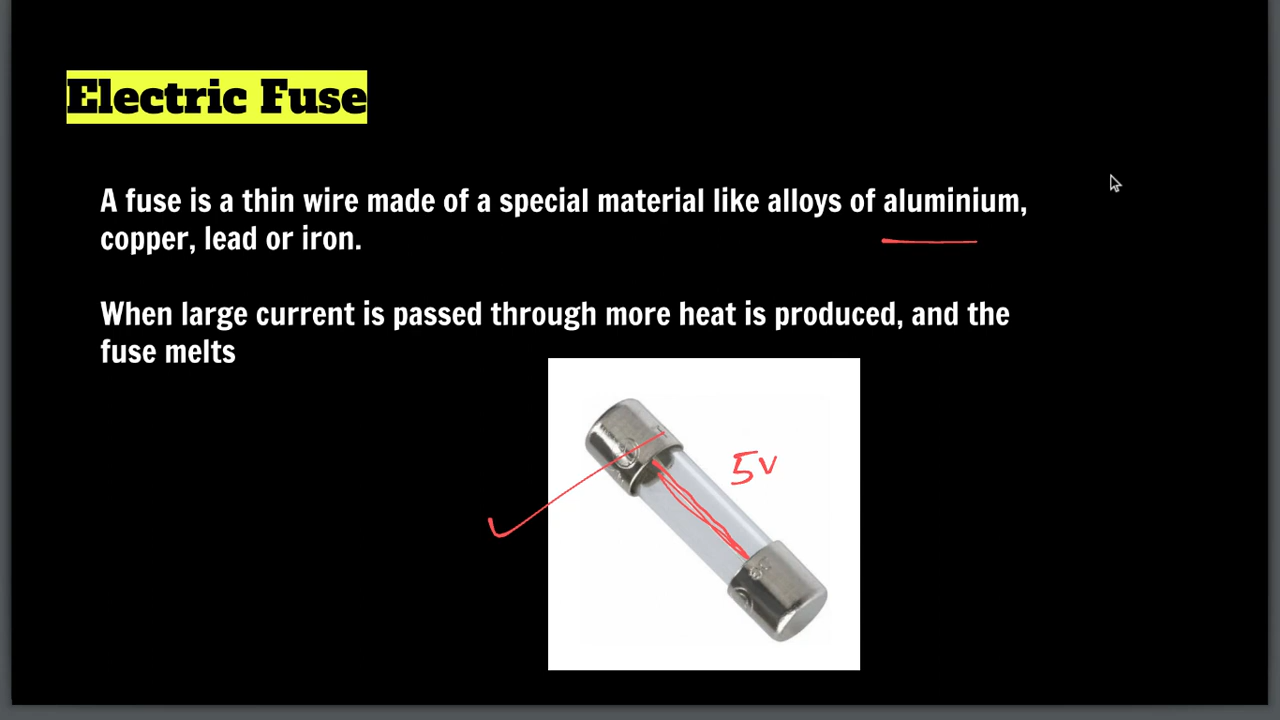 Electric Fuse
A fuse is a thin wire made of a special material like alloys of aluminium,
copper, lead or iron.
When large current is passed through more heat is produced, and the
fuse melts
5v